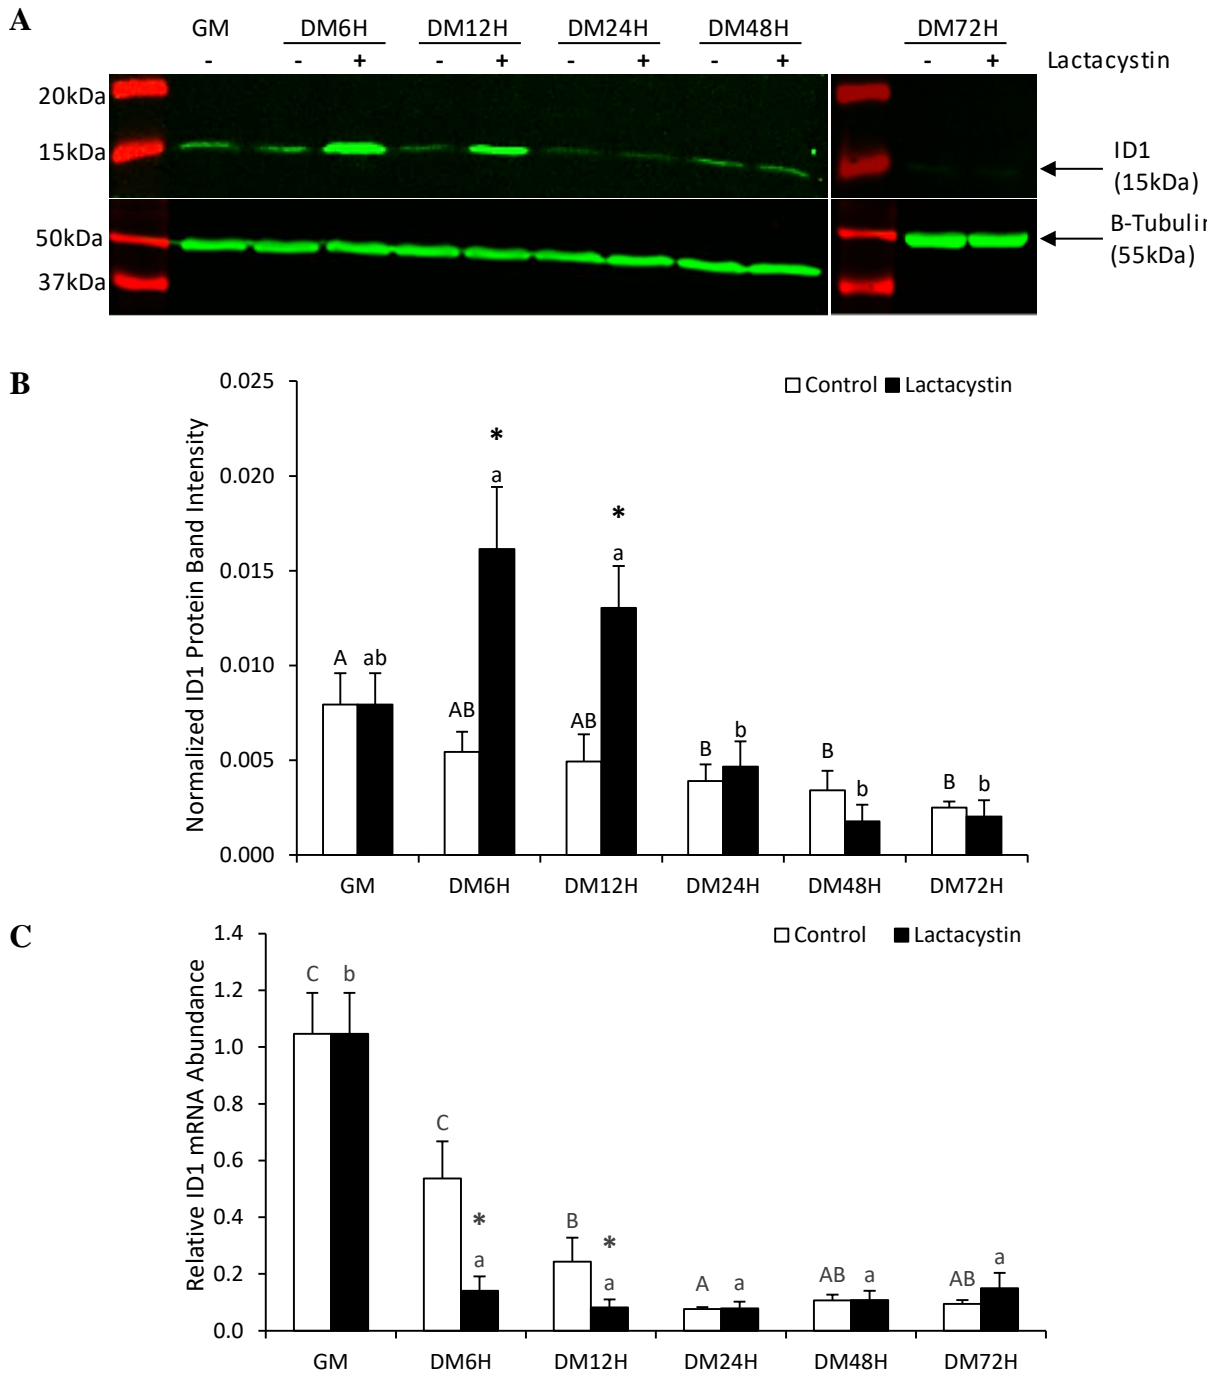 A
GM DM6H DM12H DM24H DM48H DM72H
- - + - + - + - + - + Lactacystin
20kDa
15kDa
ID1
(15kDa)
50kDa
B-Tubulin
(55kDa)
37kDa
B
Control Lactacystin
Normalized ID1 Protein Band Intensity
0.025
0.020
0.015
0.010
0.005
0.000
* *
A ab AB a AB a B b B b B b
GM DM6H DM12H DM24H DM48H DM72H
C
Control Lactacystin
Relative ID1 mRNA Abundance
1.4
1.2
1.0
0.8
0.6
0.4
0.2
0.0
* *
C b C a B a A a AB a AB a
GM DM6H DM12H DM24H DM48H DM72H